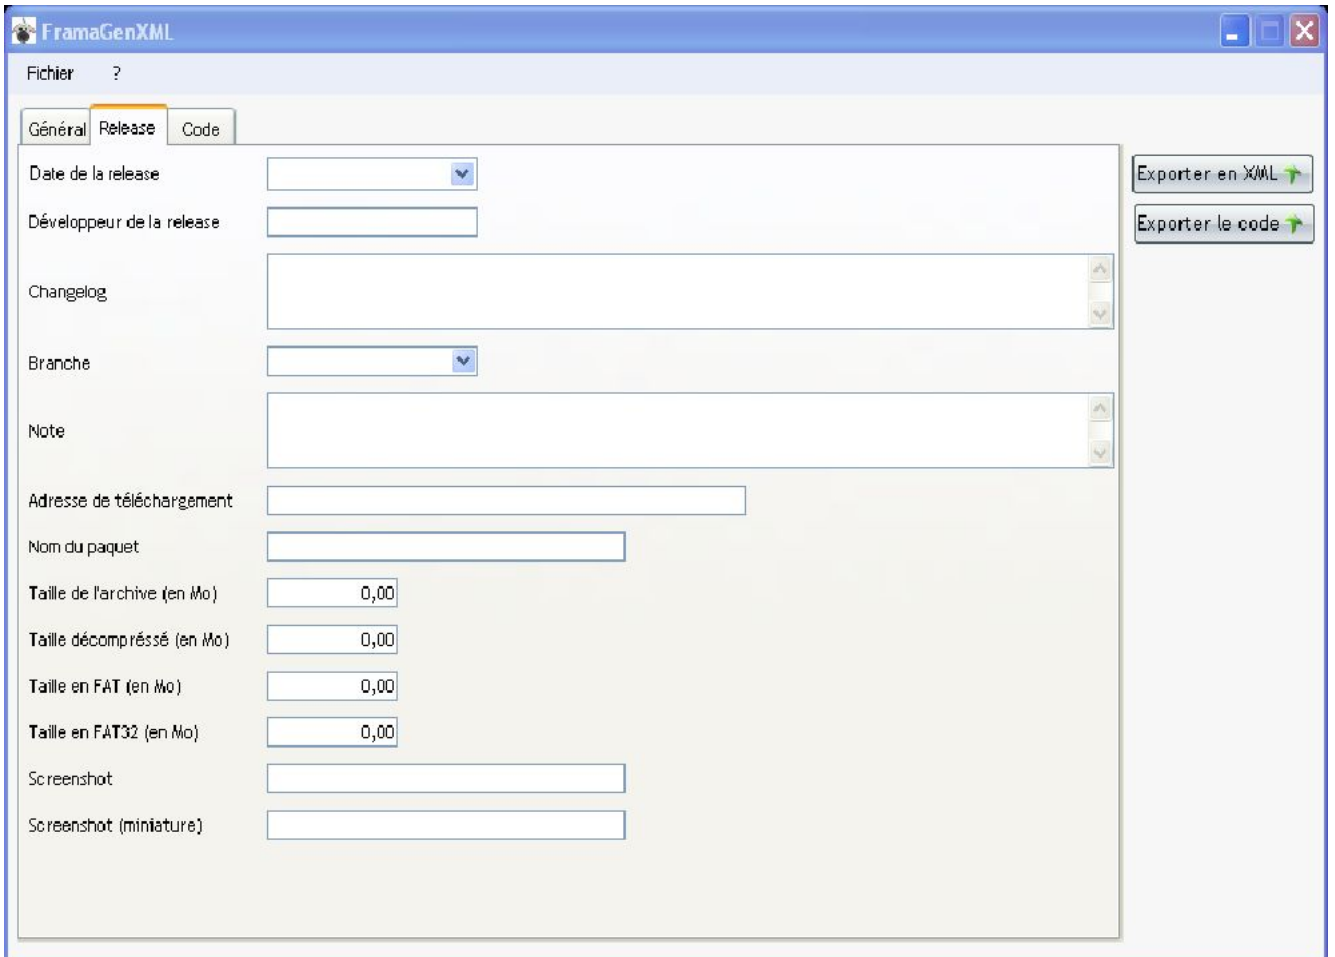 FramaGenXML
Fichier ?
Général Release Code
Date de la release
Exporter en XML
Développeur de la release
Exporter le code
Changelog
Branche
Note
Adresse de téléchargement
Nom du paquet
Taille de l'archive (en Mo) 0,00
Taille décompréssé (en Mo) 0,00
Taille en FAT (en Mo) 0,00
Taille en FAT32 (en Mo) 0,00
Screenshot
Screenshot (miniature)